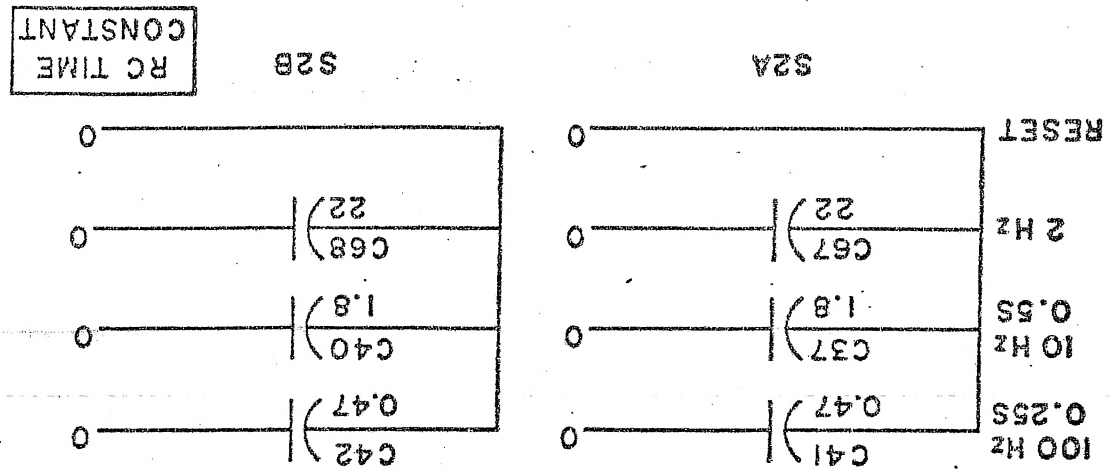 100 Hz
0.25S
C41
0.47
C42
0.47
10 Hz
0.5S
C37
1.8
C40
1.8
2 Hz
C67
22
C68
22
RESET
S2A
S2B
RC TIME
CONSTANT